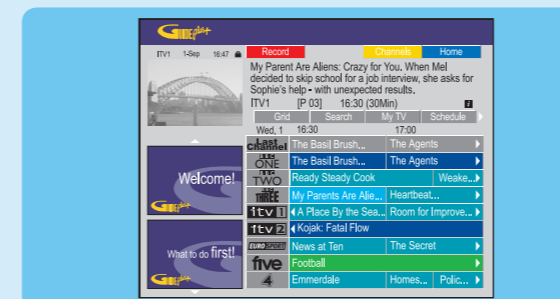 GUIDE plus+
ITV1 1-Sep 16:47
Record Channels Home
My Parent Are Aliens: Crazy for You. When Mel
decided to skip school for a job interview, she asks for
Sophie's help - with unexpected results.
ITV1 [P 03] 16:30 (30Min) i
Grid Search My TV Schedule
Wed, 1 16:30 17:00
Last Channel The Basil Brush... The Agents
BBC ONE The Basil Brush... The Agents
BBC TWO Ready Steady Cook Weake...
BBC THREE My Parents Are Alie... Heartbeat...
itv 1 A Place By the Sea... Room for Improve...
itv 2 Kojak: Fatal Flow
EUROSPORT News at Ten The Secret
five Football
4 Emmerdale Homes... Polic...
Welcome!
GUIDE plus+
What to do first!
GUIDE plus+